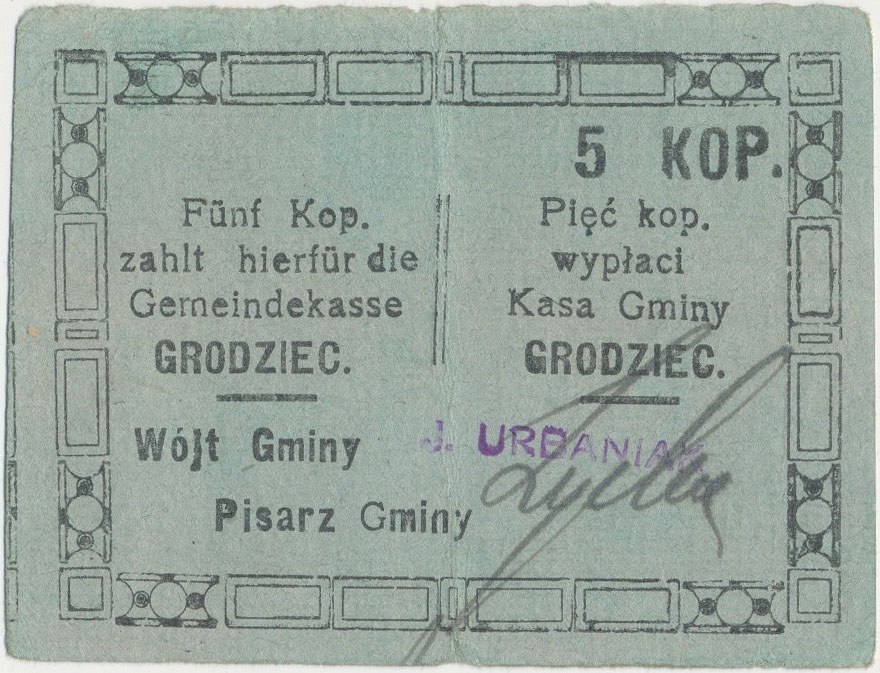 5 KOP.
Fünf Kop.
zahlt hierfür die
Gemeindekasse
GRODZIEC.
Pięć kop.
wypłaci
Kasa Gminy
GRODZIEC.
Wójt Gminy J. URBANIAK
Pisarz Gminy